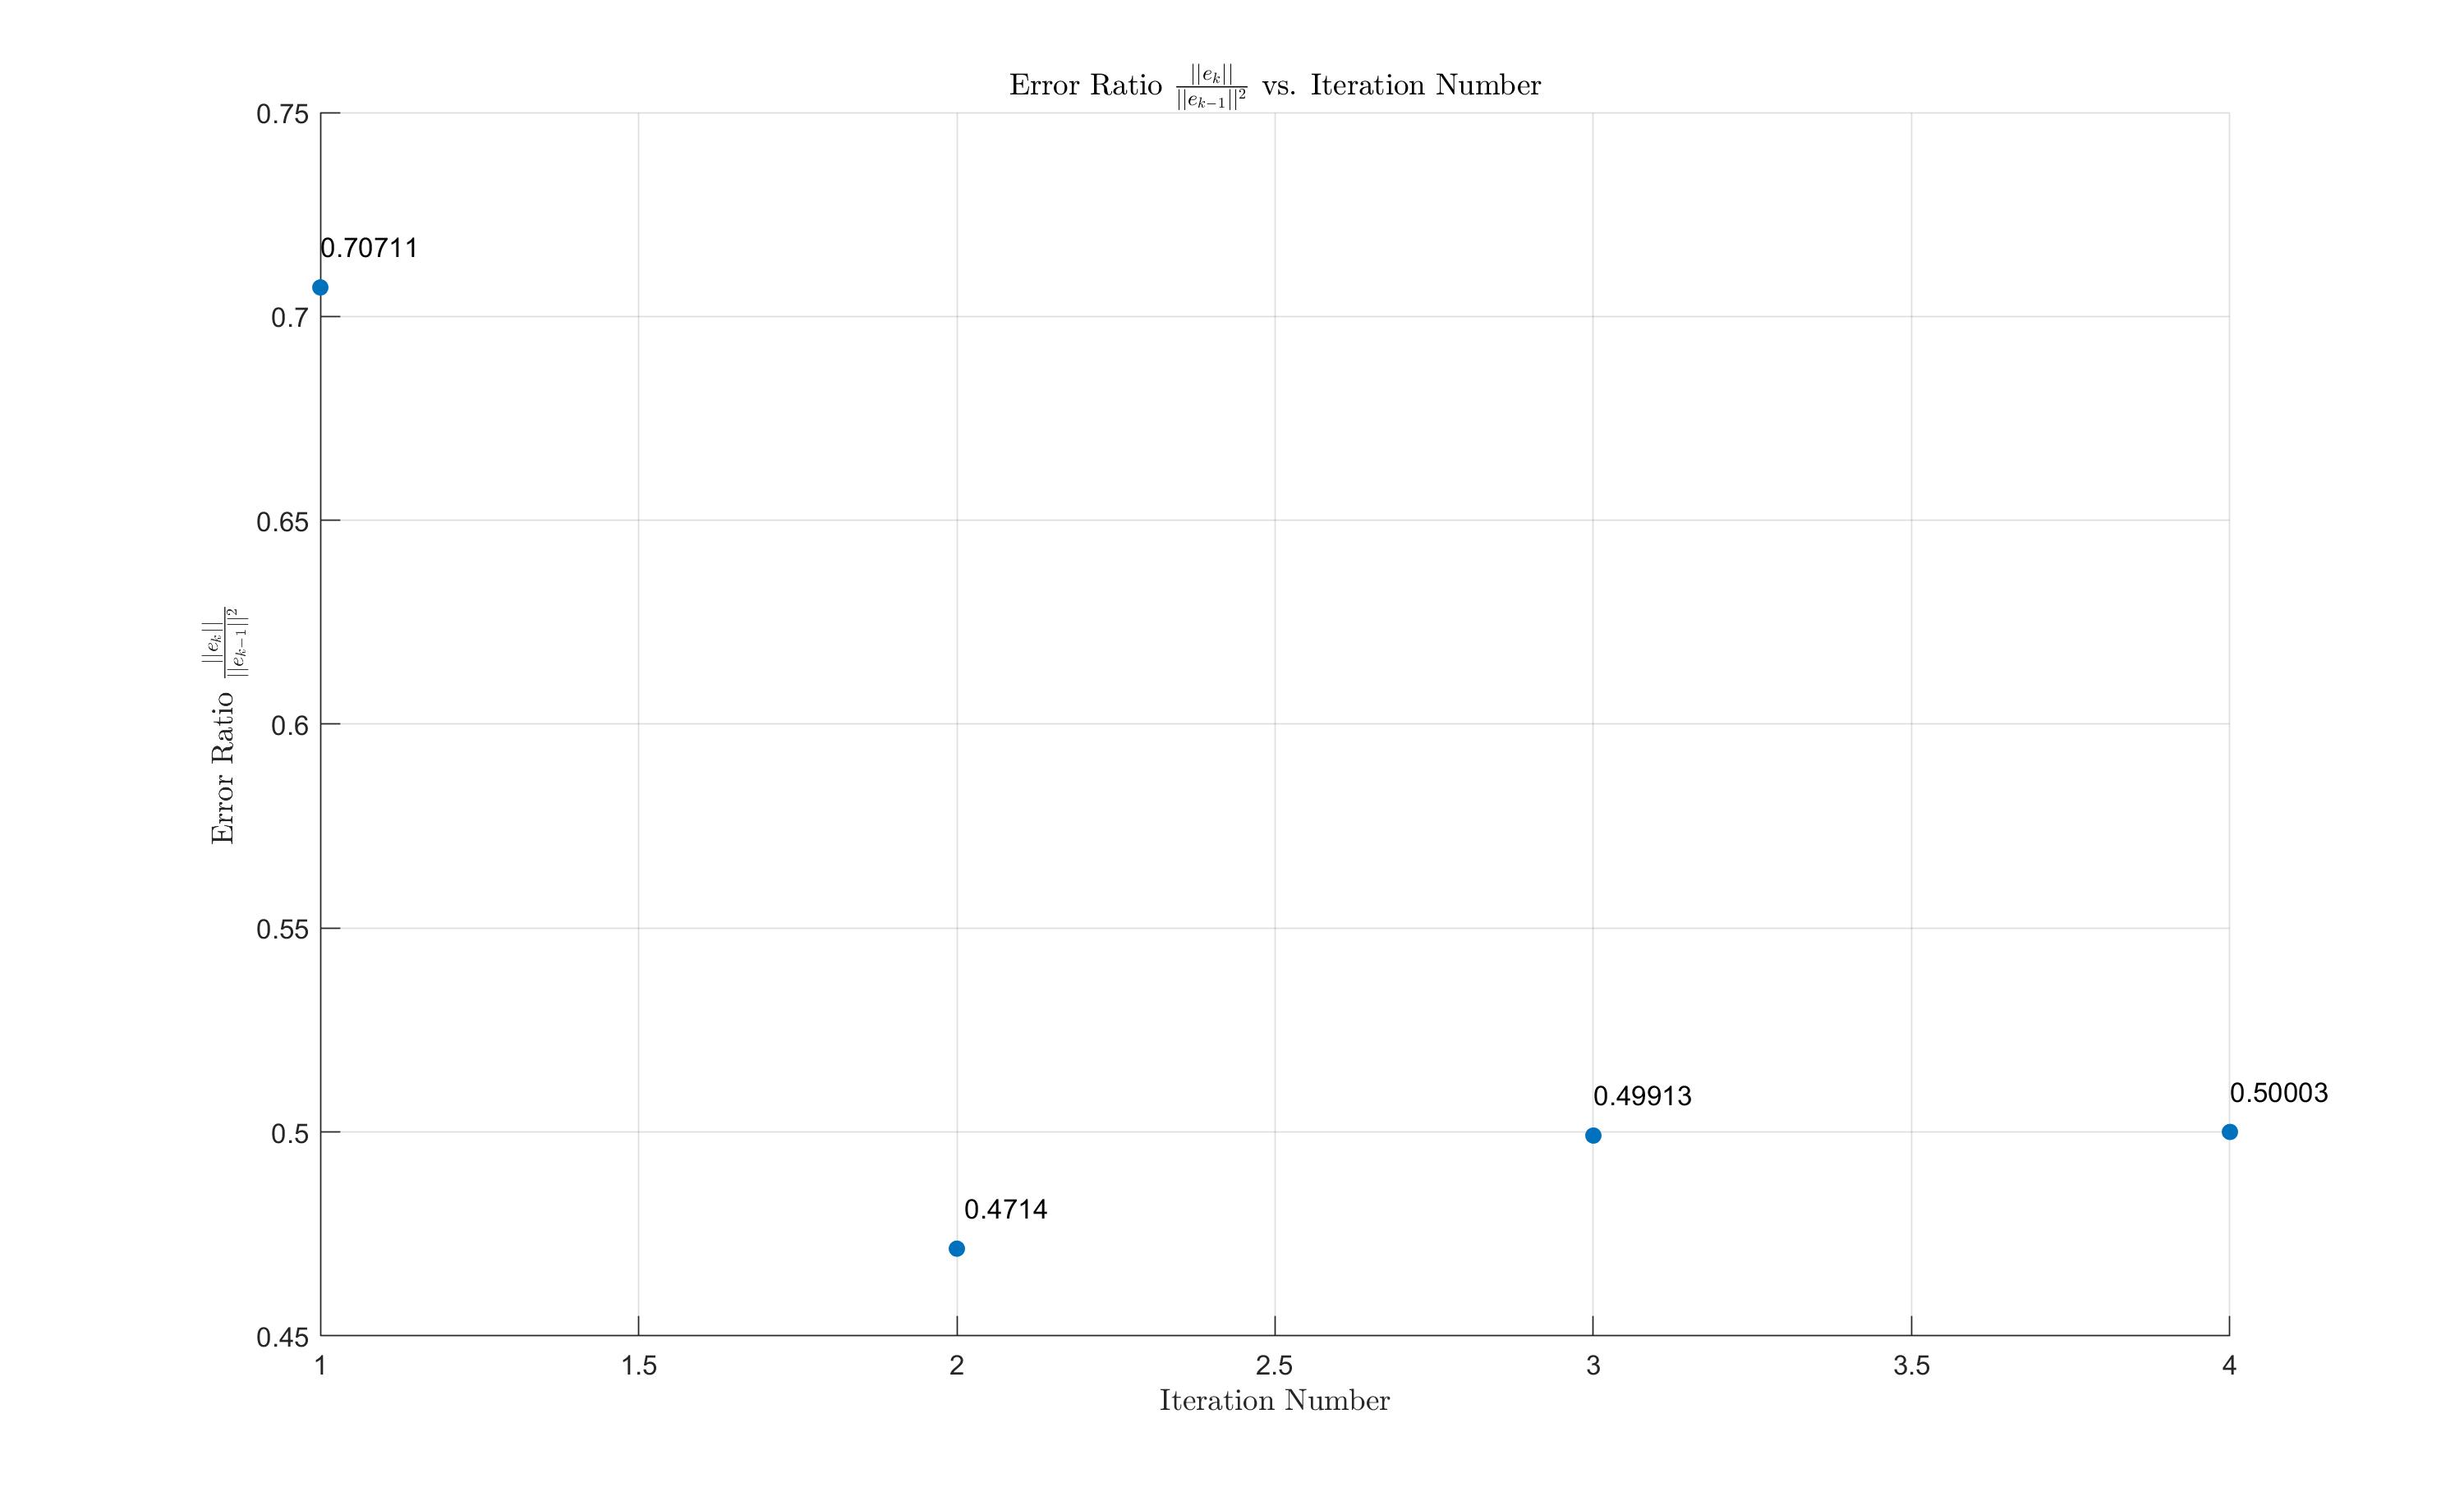 Error Ratio ||e_k|| / ||e_{k-1}||^2 vs. Iteration Number
0.75
0.70711
0.7
0.65
Error Ratio ||e_k|| / ||e_{k-1}||^2
0.6
0.55
0.49913
0.50003
0.5
0.4714
0.45
1 1.5 2 2.5 3 3.5 4
Iteration Number